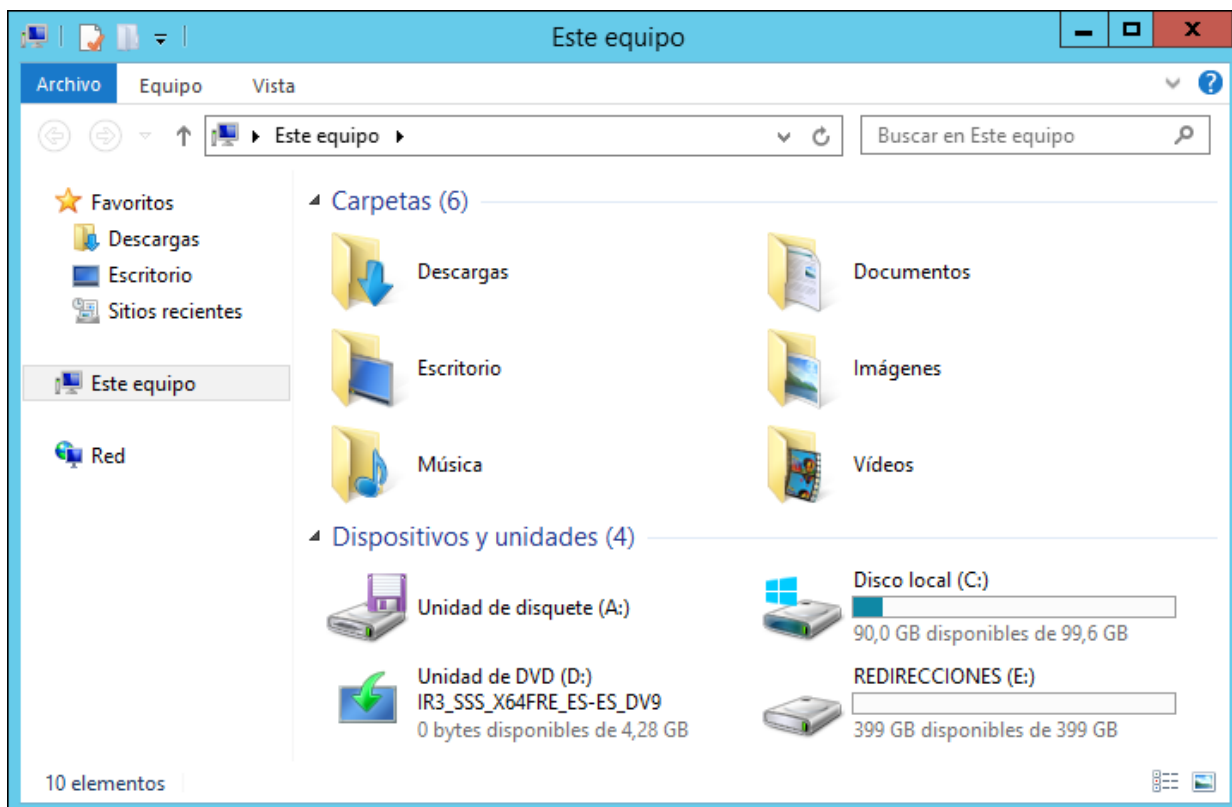 Este equipo
Archivo
Equipo
Vista
Este equipo
Buscar en Este equipo
Favoritos
Descargas
Escritorio
Sitios recientes
Este equipo
Red
Carpetas (6)
Descargas
Documentos
Escritorio
Imágenes
Música
Vídeos
Dispositivos y unidades (4)
Unidad de disquete (A:)
Disco local (C:)
90,0 GB disponibles de 99,6 GB
Unidad de DVD (D:)
IR3_SSS_X64FRE_ES-ES_DV9
0 bytes disponibles de 4,28 GB
REDIRECCIONES (E:)
399 GB disponibles de 399 GB
10 elementos